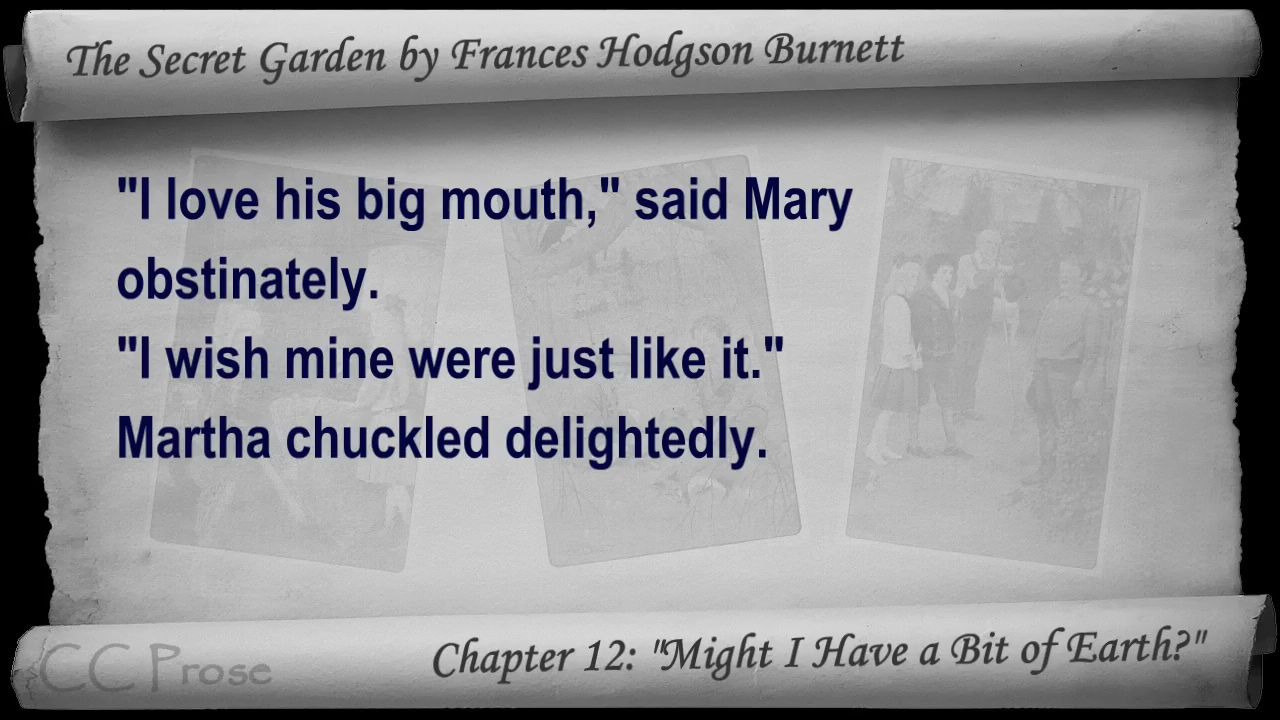 The Secret Garden by Frances Hodgson Burnett
"I love his big mouth," said Mary
obstinately.
"I wish mine were just like it."
Martha chuckled delightedly.
CC Prose
Chapter 12: "Might I Have a Bit of Earth?"